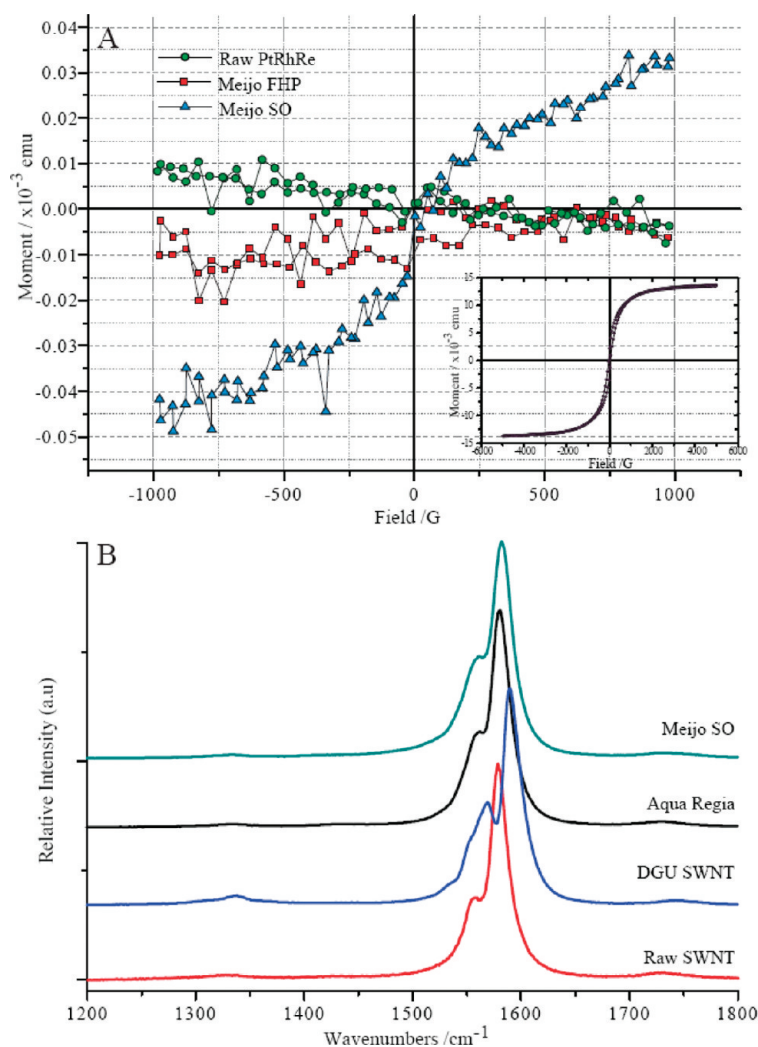 A
Raw PtRhRe
Meijo FHP
Meijo SO
Moment / x10⁻³ emu
0.04
0.03
0.02
0.01
0.00
-0.01
-0.02
-0.03
-0.04
-0.05
-1000 -500 0 500 1000
Field /G
Moment / x10⁻³ emu
15
10
5
0
-5
-10
-15
-6000 -4000 -2000 0 2000 4000 6000
Field /G
B
Relative Intensity (a.u)
Meijo SO
Aqua Regia
DGU SWNT
Raw SWNT
1200 1300 1400 1500 1600 1700 1800
Wavenumbers /cm⁻¹